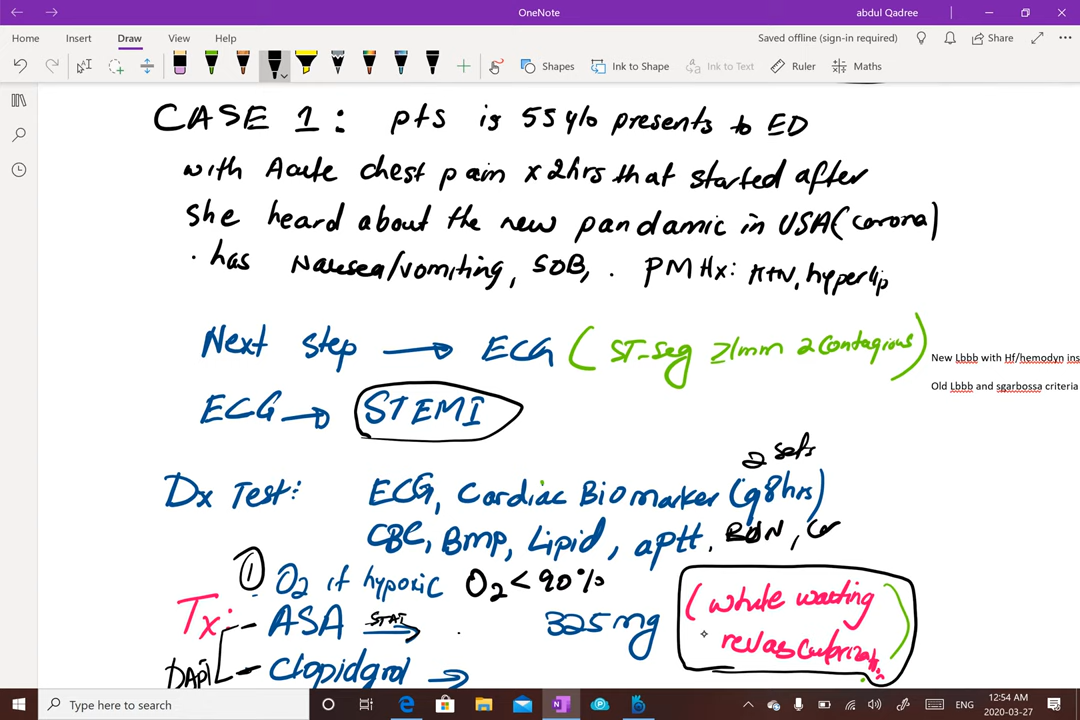 OneNote
abdul Qadree
Home Insert Draw View Help
Saved offline (sign-in required)
Share
Shapes
Ink to Shape
Ink to Text
Ruler
Maths
CASE 1: pts is 55 y/o presents to ED
with Acute chest pain x 2hrs that started after
she heard about the new pandamic in USA (corona)
. has Nausea/vomiting, SOB, . PMHx: HTN, hyperlip
Next step → ECG (ST-seg ≥1mm 2 contagious)
New Lbbb with Hf/hemodyn ins
Old Lbbb and sgarbossa criteria
ECG → STEMI
2 sets
Dx Test: ECG, Cardiac Biomarker (q8hrs)
CBC, Bmp, Lipid, aptt. BUN, Cr
① O2 if hypoxic O2 < 90%
Tx: - ASA STAT → 325 mg (while waiting
revascularizat.)
DAPT - Clopidgrol →
Type here to search
ENG
12:54 AM
2020-03-27